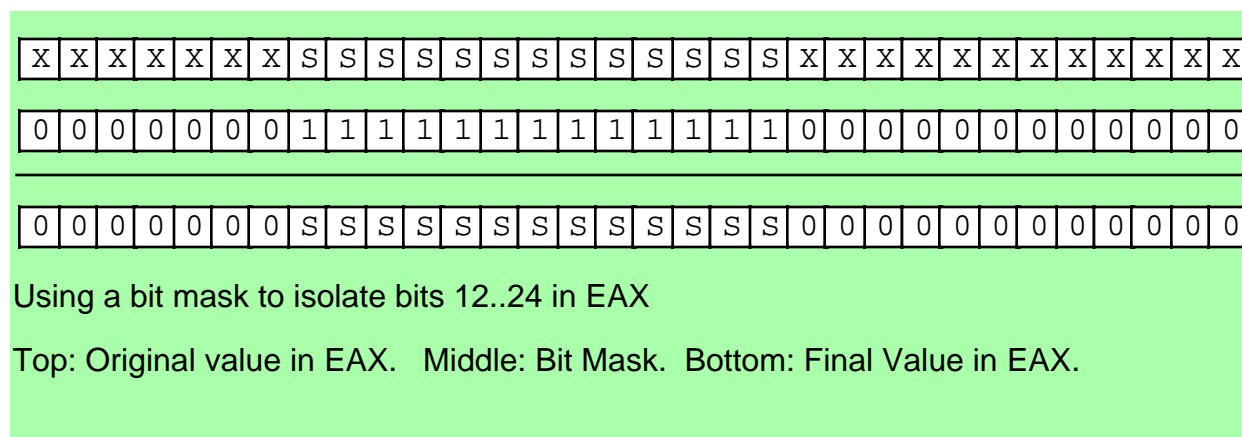 X X X X X X X S S S S S S S S S S S S S X X X X X X X X X X X X
0 0 0 0 0 0 0 1 1 1 1 1 1 1 1 1 1 1 1 1 0 0 0 0 0 0 0 0 0 0 0 0
0 0 0 0 0 0 0 S S S S S S S S S S S S S 0 0 0 0 0 0 0 0 0 0 0 0
Using a bit mask to isolate bits 12..24 in EAX
Top: Original value in EAX. Middle: Bit Mask. Bottom: Final Value in EAX.